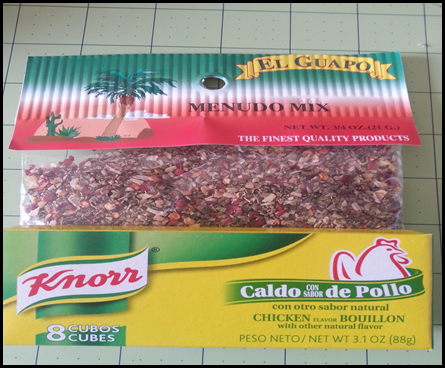 EL GUAPO
MENUDO MIX
NET WT. 3/4 OZ. (21 G.)
THE FINEST QUALITY PRODUCTS
Knorr®
8 CUBOS
CUBES
Caldo CON SABOR de Pollo
con otro sabor natural
CHICKEN FLAVOR BOUILLON
with other natural flavor
PESO NETO/NET WT 3.1 OZ (88g)